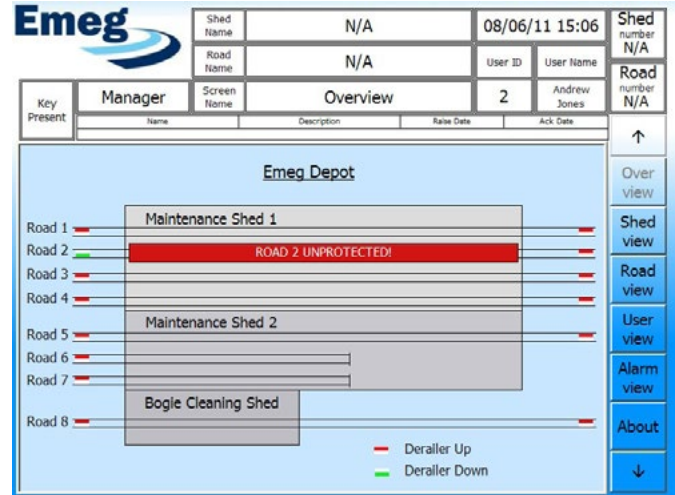 Emeg
Shed Name
N/A
08/06/11 15:06
Shed number N/A
Road Name
N/A
User ID
User Name
Road number N/A
Key Present
Manager
Screen Name
Overview
2
Andrew Jones
Name
Description
Raise Date
Ack Date
↑
Emeg Depot
Over view
Maintenance Shed 1
Shed view
Road 1
Road 2
ROAD 2 UNPROTECTED!
Road 3
Road view
Road 4
Maintenance Shed 2
User view
Road 5
Road 6
Road 7
Alarm view
Bogie Cleaning Shed
Road 8
About
Derailer Up
Derailer Down
↓